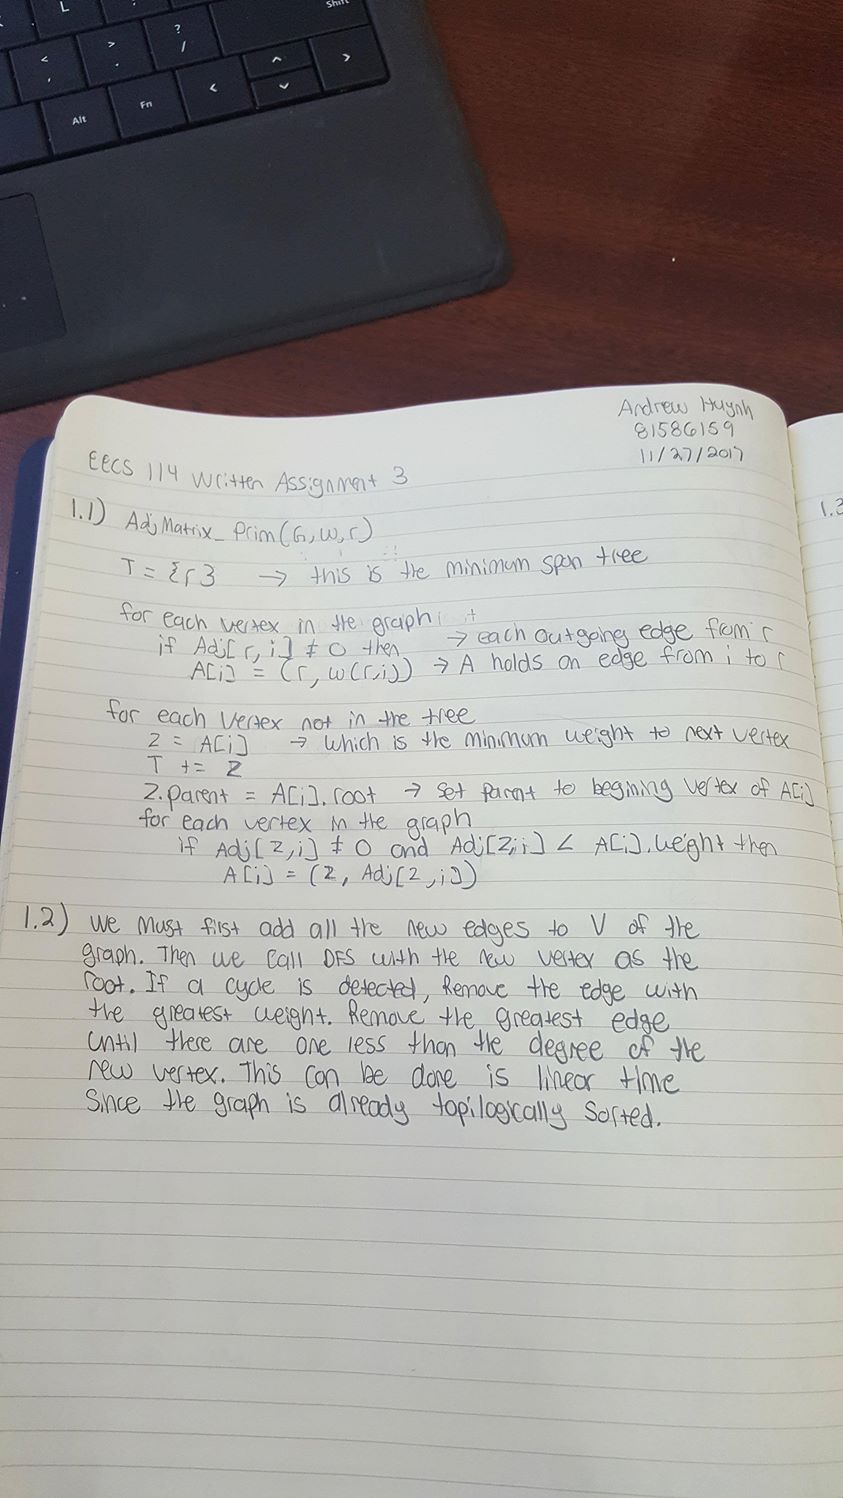 L
Shift
<
,
>
.
?
/
Alt
Fn
<
^
v
>
Andrew Huynh
81586159
11/27/2017
EECS 114 Written Assignment 3
1.1) AdjMatrix_Prim(G,w,r)
T = {r} → this is the minimum span tree
for each vertex in the graph
if Adj[r,i] ≠ 0 then → each outgoing edge from r
A[i] = (r, w(r,i)) → A holds an edge from i to r
for each vertex not in the tree
z = A[i] → which is the minimum weight to next vertex
T += z
z.parent = A[i].root → set parent to begining vertex of A[i]
for each vertex in the graph
if Adj[z,i] ≠ 0 and Adj[z,i] < A[i].weight then
A[i] = (z, Adj[z,i])
1.2) We must first add all the new edges to V of the
graph. Then we call DFS with the new vertex as the
root. If a cycle is detected, Remove the edge with
the greatest weight. Remove the greatest edge
until there are one less than the degree of the
new vertex. This can be done is linear time
since the graph is already topilogically sorted.